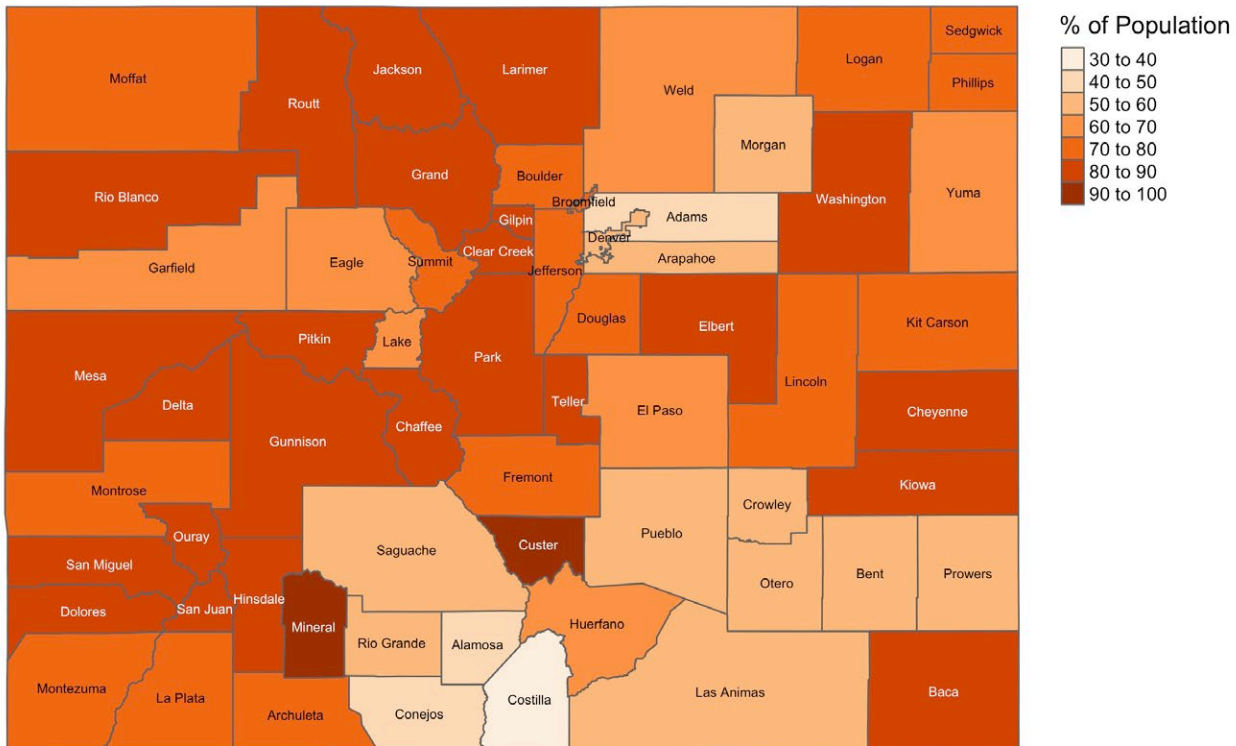 % of Population
30 to 40
40 to 50
50 to 60
60 to 70
70 to 80
80 to 90
90 to 100
Moffat
Routt
Jackson
Larimer
Weld
Logan
Sedgwick
Phillips
Morgan
Rio Blanco
Grand
Boulder
Broomfield
Washington
Yuma
Gilpin
Adams
Garfield
Eagle
Summit
Clear Creek
Jefferson
Denver
Arapahoe
Mesa
Pitkin
Lake
Park
Douglas
Elbert
Lincoln
Kit Carson
Delta
Gunnison
Chaffee
Teller
El Paso
Cheyenne
Montrose
Fremont
Kiowa
Ouray
Saguache
Custer
Pueblo
Crowley
San Miguel
Otero
Bent
Prowers
Dolores
San Juan
Hinsdale
Mineral
Rio Grande
Alamosa
Huerfano
Montezuma
La Plata
Archuleta
Conejos
Costilla
Las Animas
Baca